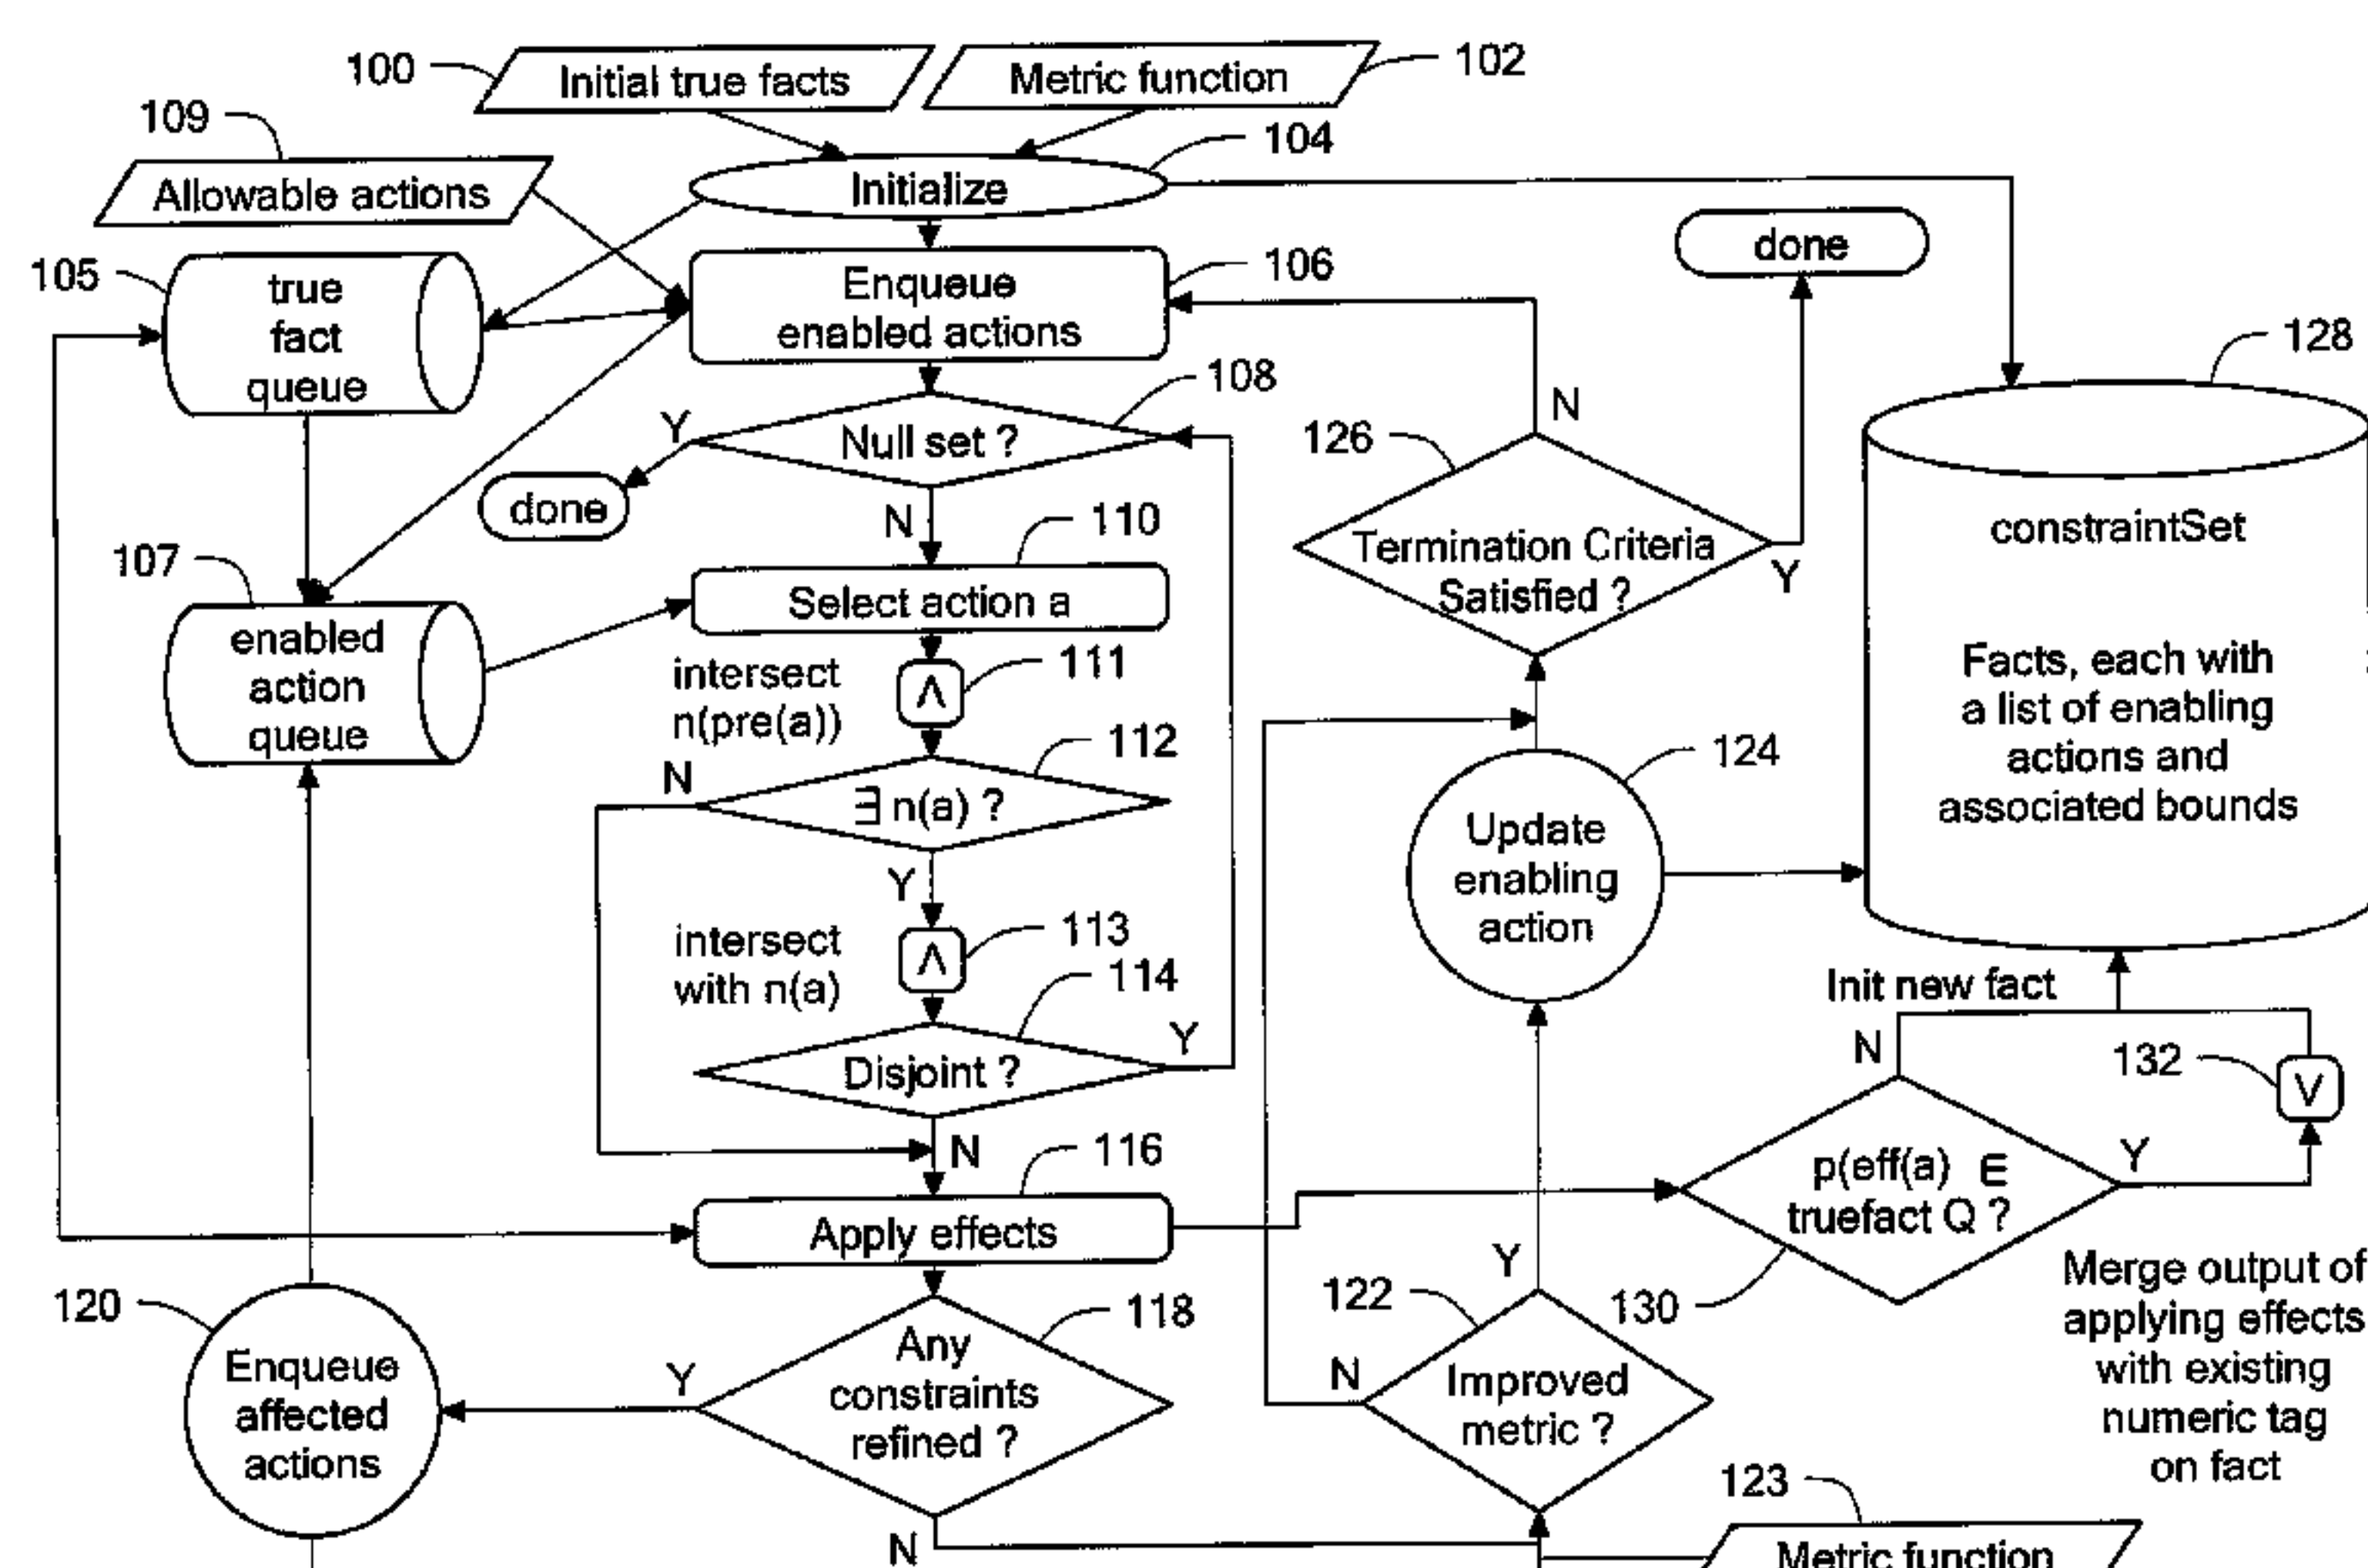 100
Initial true facts
Metric function
102
109
104
Allowable actions
Initialize
done
105
true
fact
queue
Enqueue
enabled actions
106
128
108
Y
Null set ?
N
126
done
N
110
constraintSet
107
Termination Criteria
Satisfied ?
Y
enabled
action
queue
Select action a
intersect
n(pre(a))
Λ
111
Facts, each with
a list of enabling
actions and
associated bounds
112
N
∃ n(a) ?
124
Y
Update
enabling
action
intersect
with n(a)
Λ
113
114
Init new fact
Y
Disjoint ?
N
132
V
N
116
p(eff(a) ∈
truefact Q ?
Y
Apply effects
Y
130
Merge output of
applying effects
with existing
numeric tag
on fact
120
118
122
Enqueue
affected
actions
Y
Any
constraints
refined ?
N
Improved
metric ?
123
N
Metric function